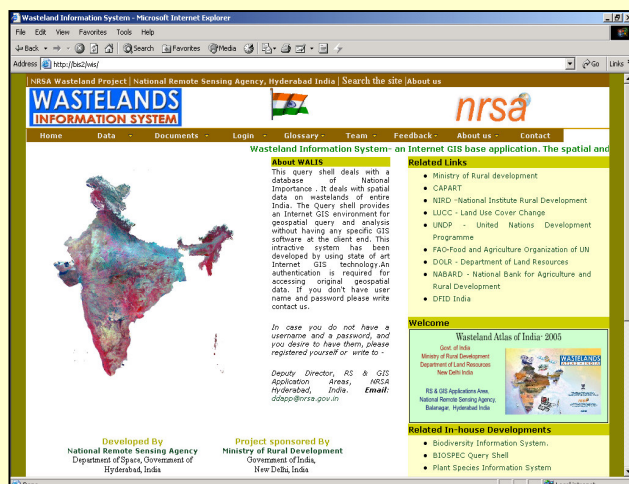 Wasteland Information System - Microsoft Internet Explorer
File Edit View Favorites Tools Help
Back Search Favorites Media
Address http://bis2/wis/ Go Links
NRSA Wasteland Project | National Remote Sensing Agency, Hyderabad India | Search the site |About us
WASTELANDS
INFORMATION SYSTEM
nrsa
Home Data Documents Login Glossary Team Feedback About us Contact
Wasteland Information System- an Internet GIS base application. The spatial and
About WALIS
This query shell deals with a
database of National
Importance . It deals with spatial
data on wastelands of entire
India. The Query shell provides
an Internet GIS environment for
geospatial query and analysis
without having any specific GIS
software at the client end. This
intractive system has been
developed by using state of art
Internet GIS technology.An
authentication is required for
accessing original geospatial
data. If you don't have user
name and password please write
contact us.
In case you do not have a
username and a password, and
you desire to have them, please
registered yourself or write to -
Deputy Director, RS & GIS
Application Areas, NRSA
Hyderabad, India. Email:
ddapp@nrsa.gov.in
Developed By
National Remote Sensing Agency
Department of Space, Government of
Hyderabad, India
Project sponsored By
Ministry of Rural Development
Government of India,
New Delhi, India
Related Links
Ministry of Rural development
CAPART
NIRD -National Institute Rural Development
LUCC - Land Use Cover Change
UNDP - United Nations Development
Programme
FAO-Food and Agriculture Organization of UN
DOLR - Department of Land Resources
NABARD - National Bank for Agriculture and
Rural Development
DFID India
Welcome
Wasteland Atlas of India- 2005
Govt. of India
Ministry of Rural Development
Department of Land Resources
New Delhi India
RS & GIS Applications Area,
National Remote Sensing Agency,
Balanagar, Hyderabad India
WASTELANDS
Related In-house Developments
Biodiversity Information System.
BIOSPEC Query Shell
Plant Species Information System